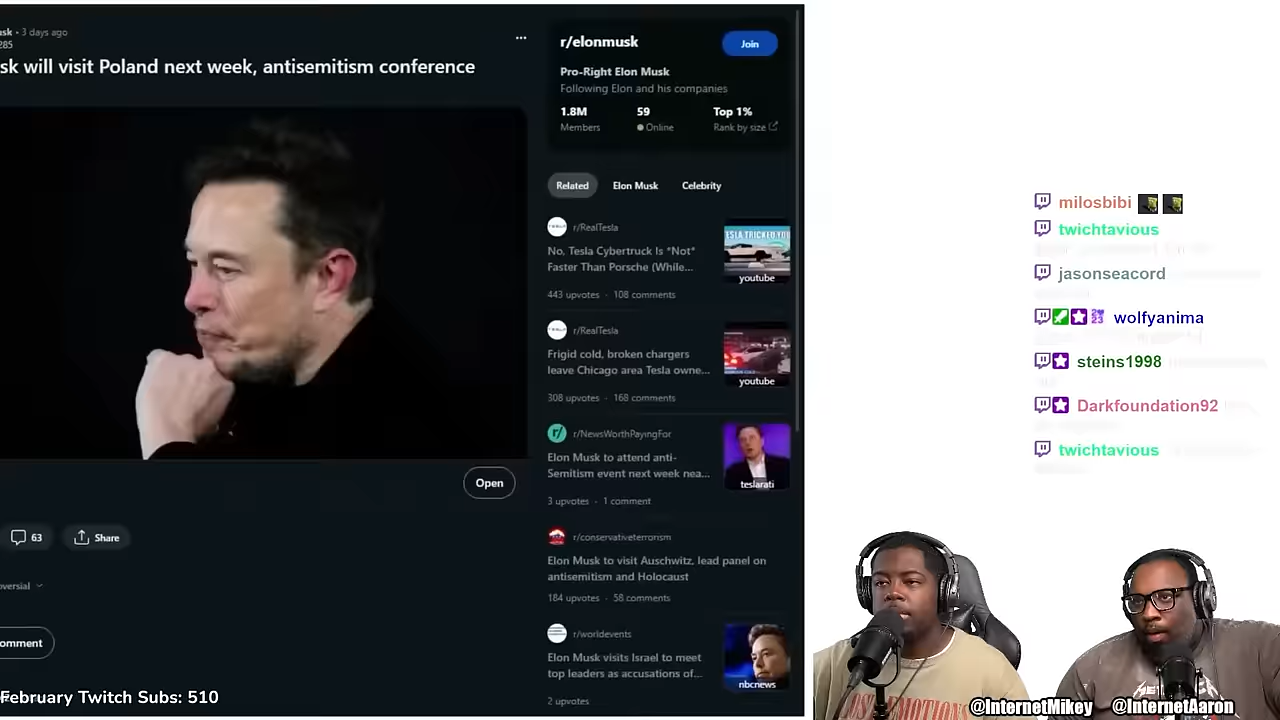 sk • 3 days ago
285
sk will visit Poland next week, antisemitism conference
Open
63
Share
oversial
omment
February Twitch Subs: 510
r/elonmusk
Join
Pro-Right Elon Musk
Following Elon and his companies
1.8M
59
Top 1%
Members
Online
Rank by size
Related
Elon Musk
Celebrity
r/RealTesla
No, Tesla Cybertruck Is *Not*
Faster Than Porsche (While...
443 upvotes · 108 comments
ESLA TRICKED YOU
youtube
r/RealTesla
Frigid cold, broken chargers
leave Chicago area Tesla owne...
308 upvotes · 168 comments
youtube
r/NewsWorthPayingFor
Elon Musk to attend anti-
Semitism event next week nea...
3 upvotes · 1 comment
teslarati
r/conservativeterrorism
Elon Musk to visit Auschwitz, lead panel on
antisemitism and Holocaust
184 upvotes · 58 comments
r/worldevents
Elon Musk visits Israel to meet
top leaders as accusations of...
2 upvotes
nbcnews
milosbibi
twichtavious
jasonseacord
wolfyanima
steins1998
Darkfoundation92
twichtavious
@InternetMikey
@InternetAaron